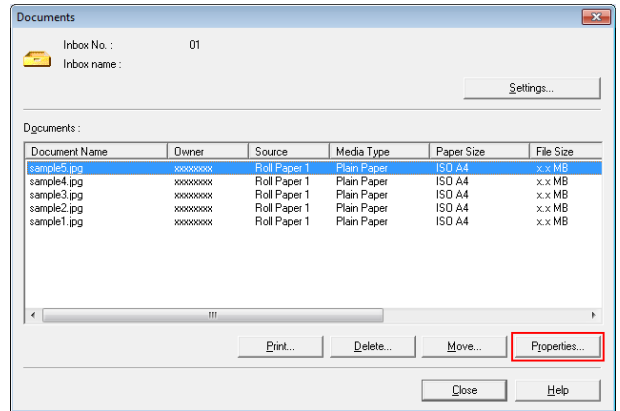 Documents
Inbox No. : 01
Inbox name :
Settings...
Documents :
Document Name Owner Source Media Type Paper Size File Size
sample5.jpg xxxxxxxx Roll Paper 1 Plain Paper ISO A4 x.x MB
sample4.jpg xxxxxxxx Roll Paper 1 Plain Paper ISO A4 x.x MB
sample3.jpg xxxxxxxx Roll Paper 1 Plain Paper ISO A4 x.x MB
sample2.jpg xxxxxxxx Roll Paper 1 Plain Paper ISO A4 x.x MB
sample1.jpg xxxxxxxx Roll Paper 1 Plain Paper ISO A4 x.x MB
Print... Delete... Move... Properties...
Close Help